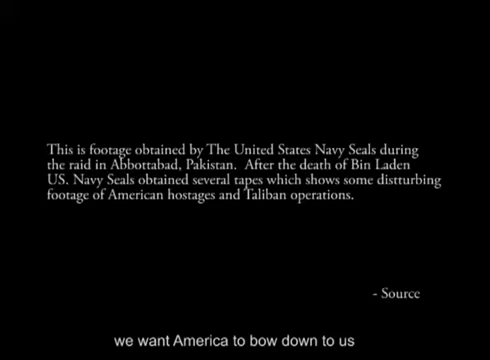 This is footage obtained by The United States Navy Seals during
the raid in Abbottabad, Pakistan. After the death of Bin Laden
US. Navy Seals obtained several tapes which shows some distturbing
footage of American hostages and Taliban operations.
- Source
we want America to bow down to us